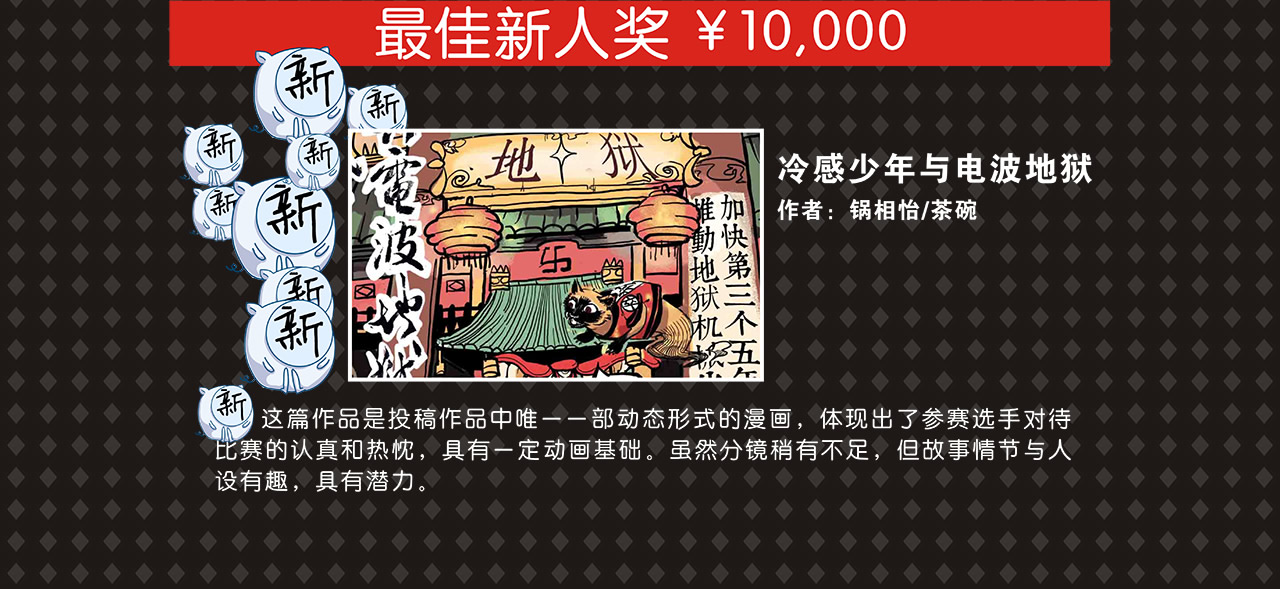 最佳新人奖 ￥10,000
新
新
新
新
新
新
新
新
新
地獄
電波地獄
卐
加快第三个五年
推動地狱机
冷感少年与电波地狱
作者：锅相怡/茶碗
这篇作品是投稿作品中唯一一部动态形式的漫画，体现出了参赛选手对待
比赛的认真和热忱，具有一定动画基础。虽然分镜稍有不足，但故事情节与人
设有趣，具有潜力。